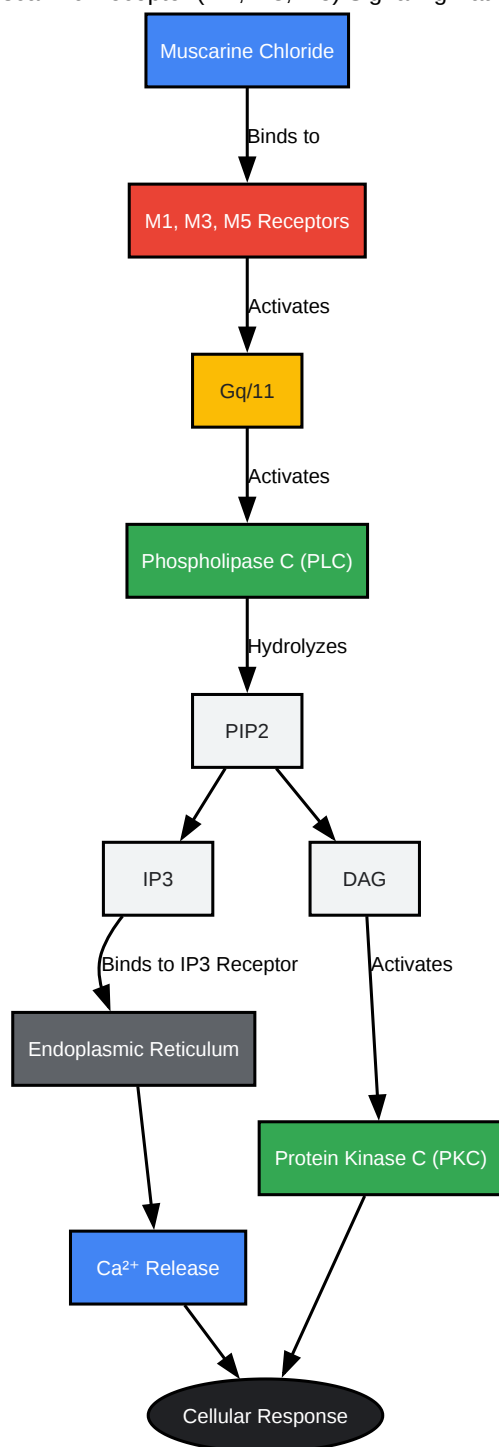 Muscarine Chloride
Binds to
M1, M3, M5 Receptors
Activates
Gq/11
Activates
Phospholipase C (PLC)
Hydrolyzes
PIP2
IP3
DAG
Binds to IP3 Receptor
Activates
Endoplasmic Reticulum
Protein Kinase C (PKC)
Ca²⁺ Release
Cellular Response